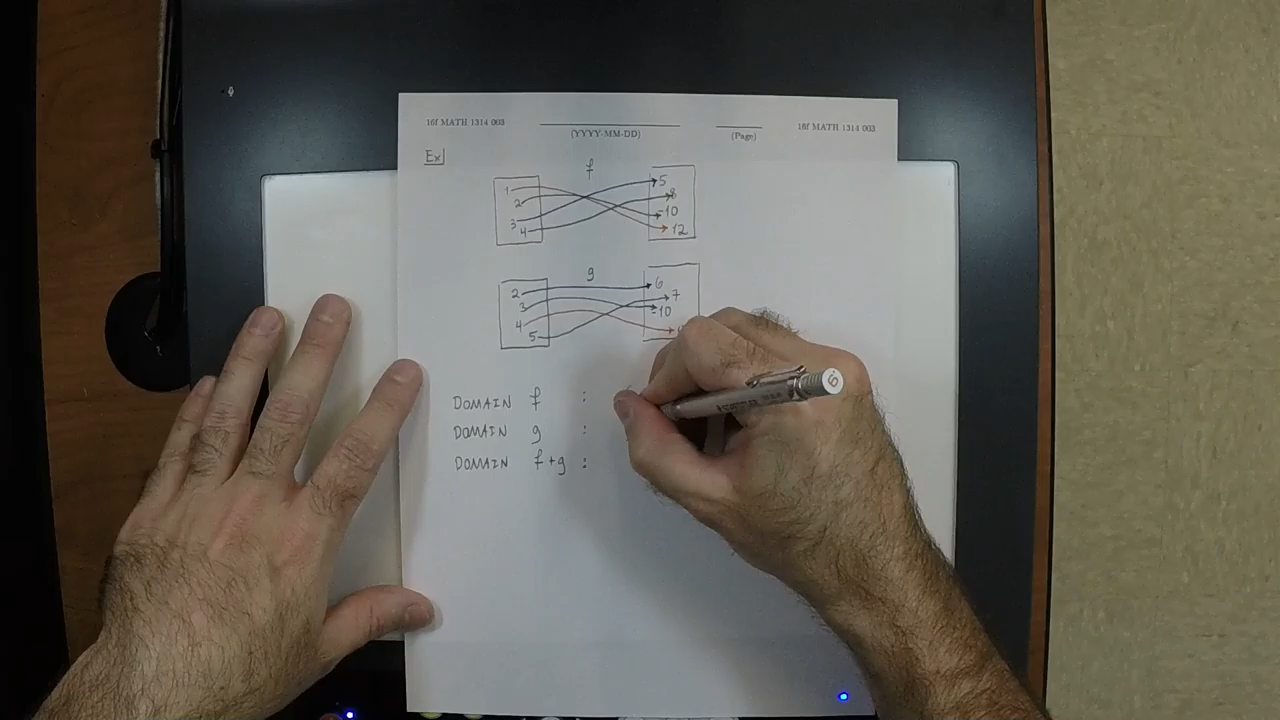 16f MATH 1314 003 (YYYY-MM-DD) (Page) 16f MATH 1314 003
Ex
f
1 5
2 8
3 -10
4 12
g
2 6
3 7
4 -10
5
DOMAIN f :
DOMAIN g :
DOMAIN f+g :